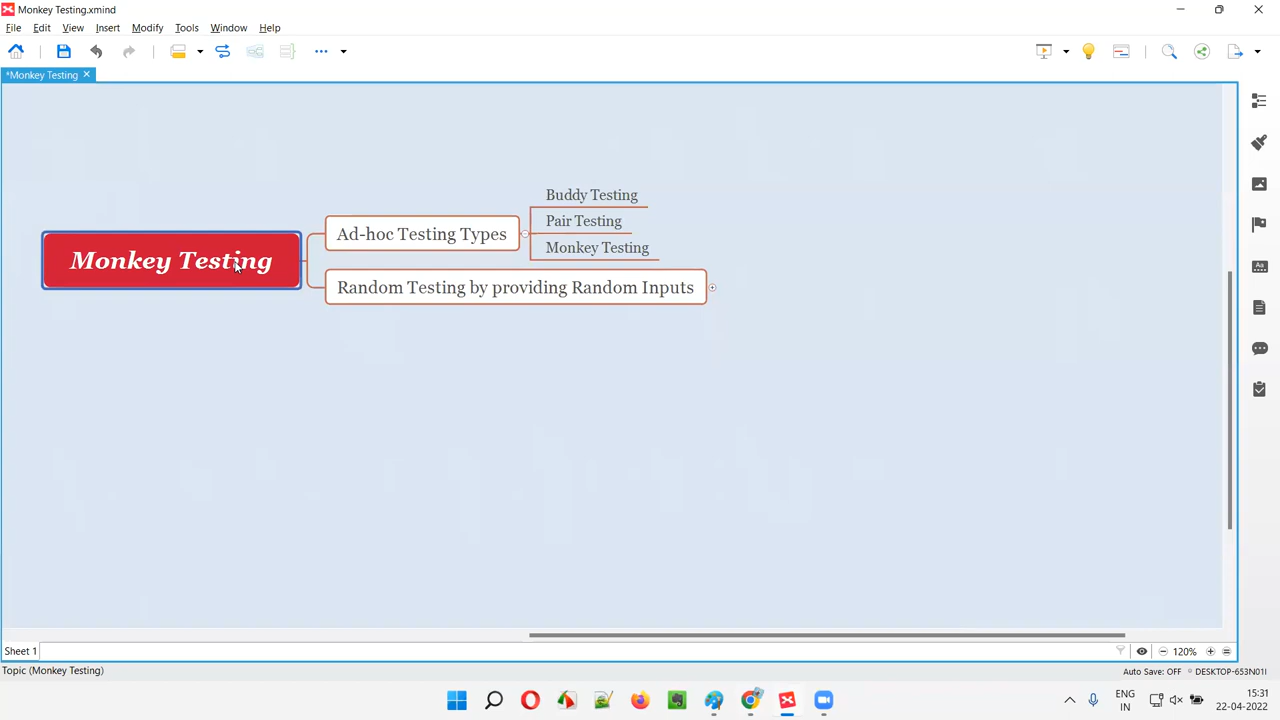 Monkey Testing.xmind
File Edit View Insert Modify Tools Window Help
*Monkey Testing
Buddy Testing
Ad-hoc Testing Types
Pair Testing
Monkey Testing
Monkey Testing
Random Testing by providing Random Inputs
Sheet 1
120%
Topic (Monkey Testing)
Auto Save: OFF
DESKTOP-653N01I
ENG
IN
15:31
22-04-2022